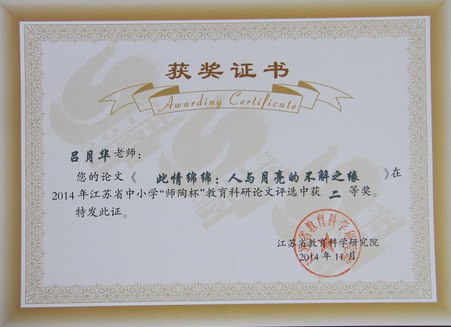 获奖证书
Awarding Certificate
吕月华老师：
您的论文《 此情绵绵：人与月亮的不解之缘 》在
2014年江苏省中小学“师陶杯”教育科研论文评选中获 二 等奖。
特发此证。
江苏省教育科学研究院
2014年11月